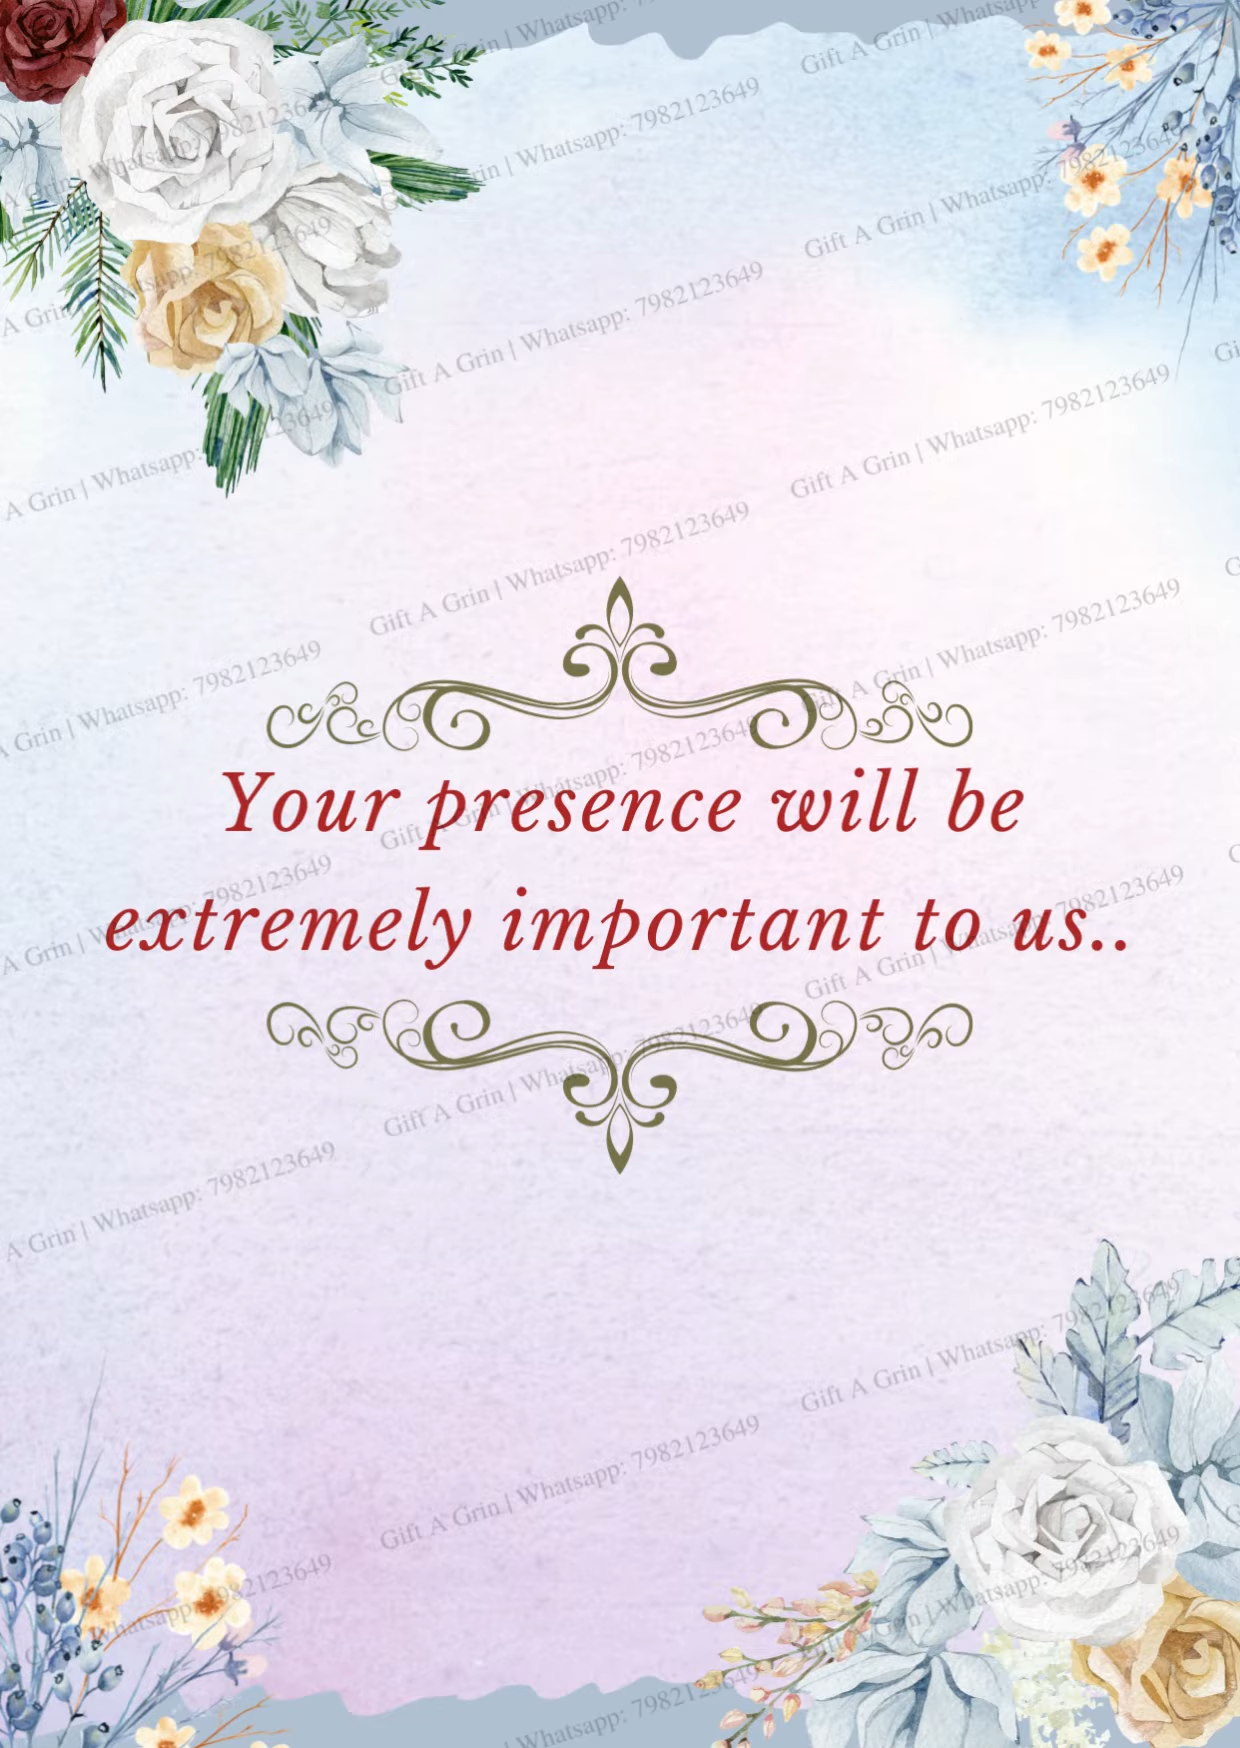 Your presence will be
extremely important to us..
Gift A Grin | Whatsapp: 7982123649